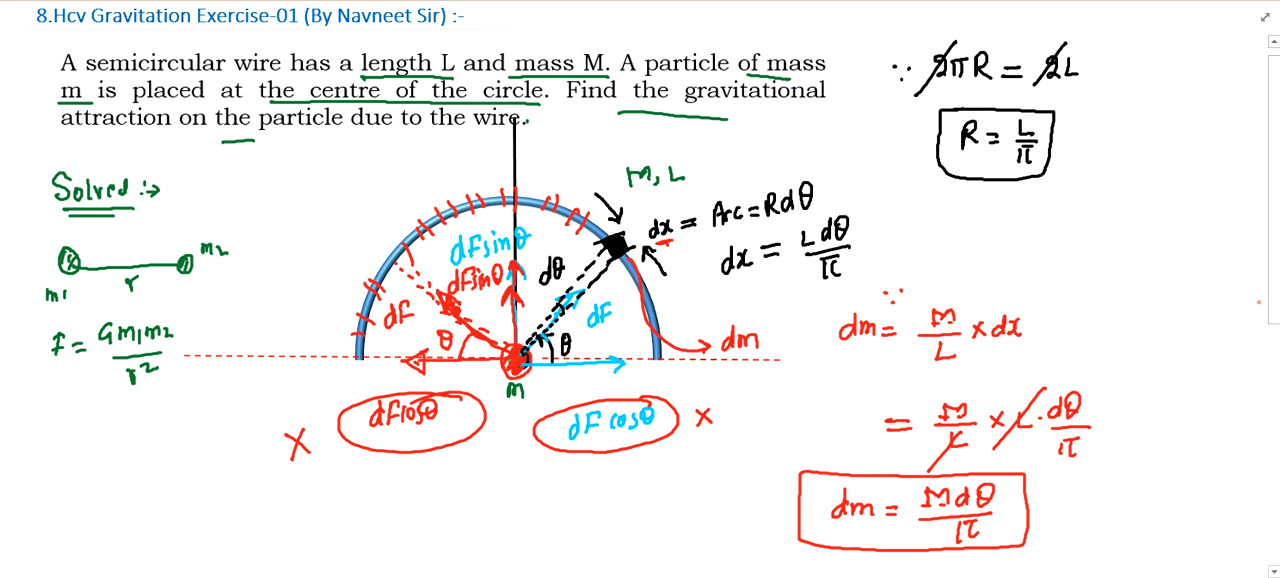 8.Hcv Gravitation Exercise-01 (By Navneet Sir) :-
A semicircular wire has a length L and mass M. A particle of mass
m is placed at the centre of the circle. Find the gravitational
attraction on the particle due to the wire.
∵ 2πR = 2L
R = L/π
Solved :→
m1 r m2
F = Gm1m2/r²
M, L
dx = Arc = Rdθ
dx = Ldθ/π
dFsinθ
dFsinθ
dθ
dF
dF
θ
θ
dm
m
dFcosθ
dFcosθ
X
X
∵
dm = M/L × dx
= M/L × L·dθ/π
dm = Mdθ/π